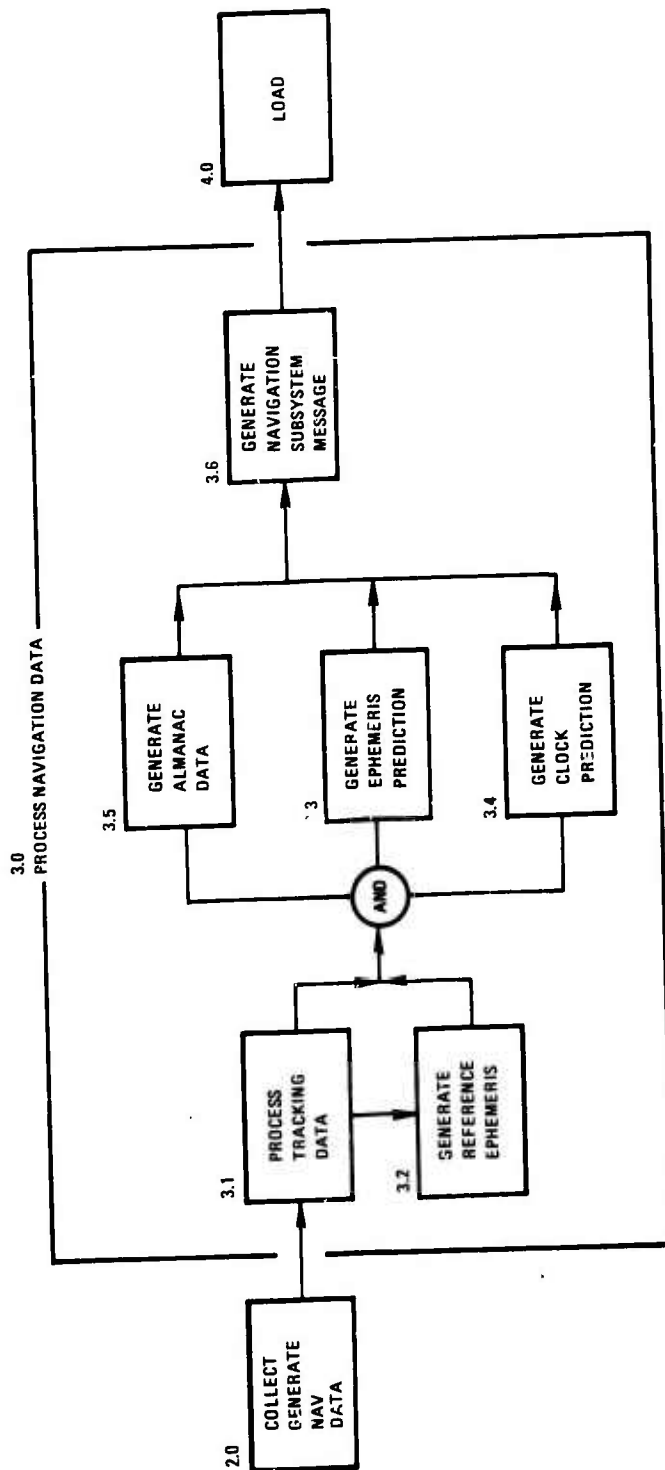 3.0
PROCESS NAVIGATION DATA
2.0
COLLECT
GENERATE
NAV
DATA
3.1
PROCESS
TRACKING
DATA
3.2
GENERATE
REFERENCE
EPHEMERIS
AND
3.5
GENERATE
ALMANAC
DATA
3
GENERATE
EPHEMERIS
PREDICTION
3.4
GENERATE
CLOCK
PREDICTION
3.6
GENERATE
NAVIGATION
SUBSYSTEM
MESSAGE
4.0
LOAD